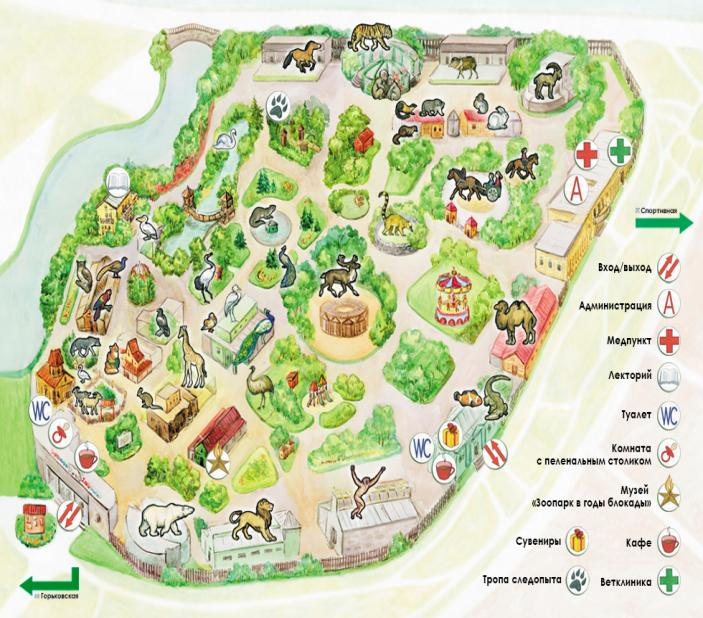 А
Спортивная
Вход/выход
Администрация
А
Медпункт
Лекторий
Туалет
WC
WC
Комната
с пеленальным столиком
Музей
«Зоопарк в годы блокады»
WC
Сувениры
Кафе
Тропа следопыта
Ветклиника
Горьковская